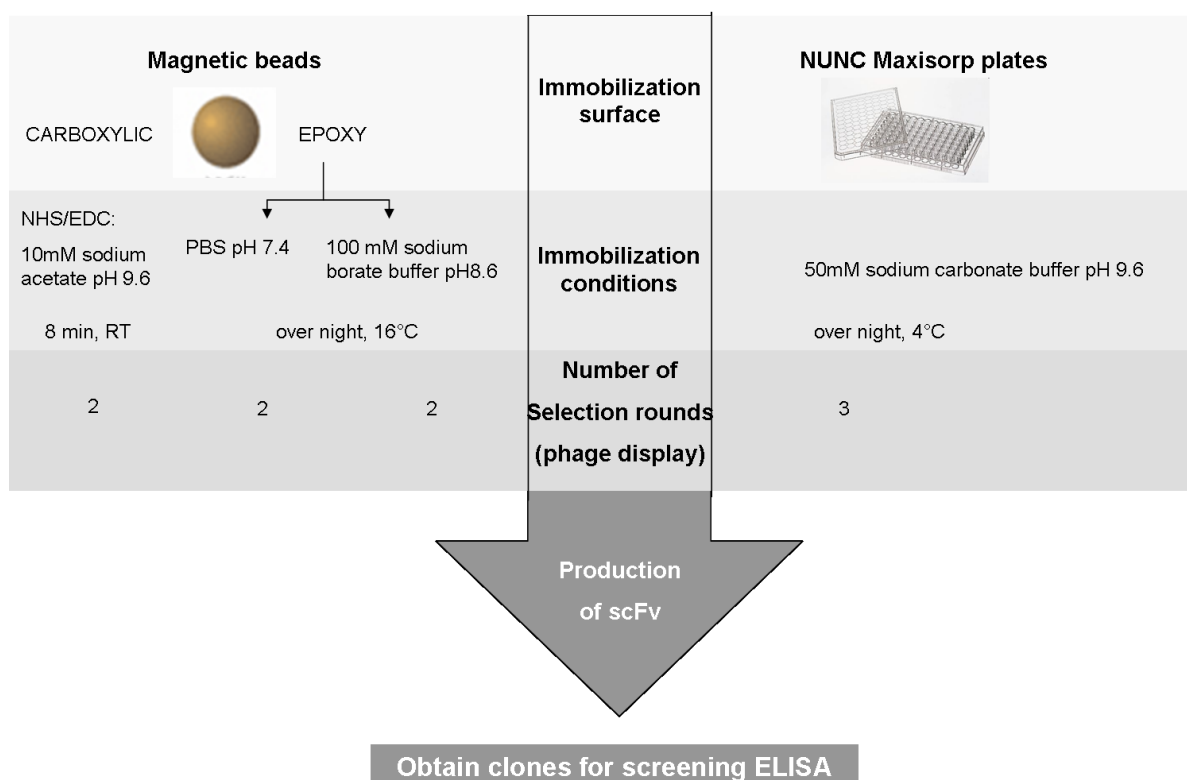 Magnetic beads
CARBOXYLIC
EPOXY
Immobilization
surface
NUNC Maxisorp plates
NHS/EDC:
10mM sodium
acetate pH 9.6
PBS pH 7.4
100 mM sodium
borate buffer pH8.6
Immobilization
conditions
50mM sodium carbonate buffer pH 9.6
8 min, RT
over night, 16°C
over night, 4°C
2
2
2
Number of
Selection rounds
(phage display)
3
Production
of scFv
Obtain clones for screening ELISA